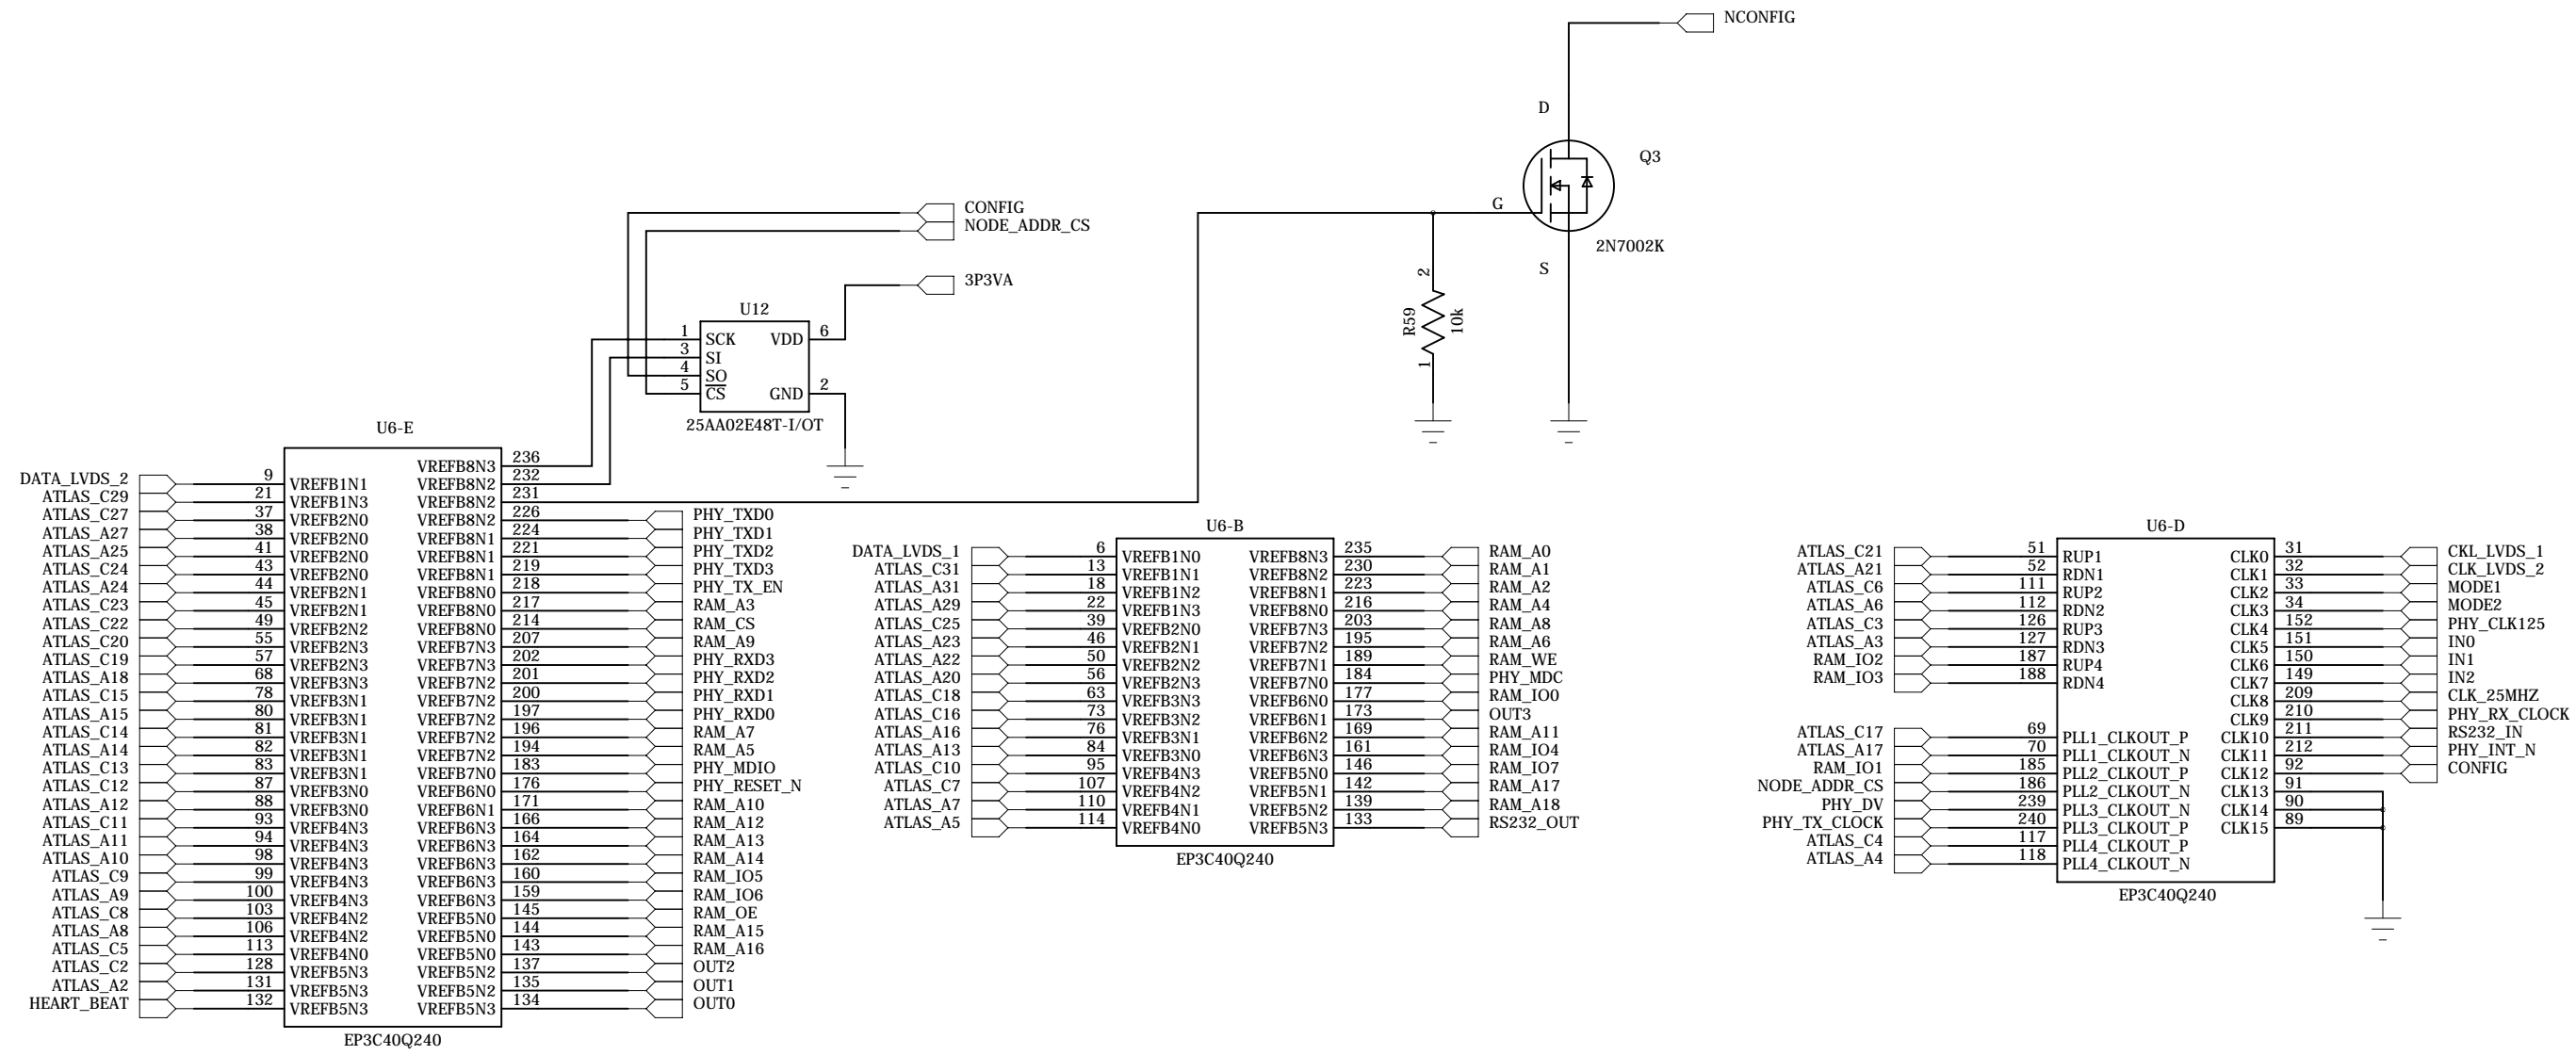 NCONFIG
D
Q3
G
2N7002K
S
CONFIG
NODE_ADDR_CS
3P3VA
2
R59
10k
1
U12
1 SCK VDD 6
3 SI
4 SO
5 CS GND 2
25AA02E48T-I/OT
U6-E
VREFB8N3 236
DATA_LVDS_2 9 VREFB1N1 VREFB8N2 232
ATLAS_C29 21 VREFB1N3 VREFB8N2 231
ATLAS_C27 37 VREFB2N0 VREFB8N2 226 PHY_TXD0
ATLAS_A27 38 VREFB2N0 VREFB8N1 224 PHY_TXD1
ATLAS_A25 41 VREFB2N0 VREFB8N1 221 PHY_TXD2
ATLAS_C24 43 VREFB2N0 VREFB8N1 219 PHY_TXD3
ATLAS_A24 44 VREFB2N1 VREFB8N0 218 PHY_TX_EN
ATLAS_C23 45 VREFB2N1 VREFB8N0 217 RAM_A3
ATLAS_C22 49 VREFB2N2 VREFB8N0 214 RAM_CS
ATLAS_C20 55 VREFB2N3 VREFB7N3 207 RAM_A9
ATLAS_C19 57 VREFB2N3 VREFB7N3 202 PHY_RXD3
ATLAS_A18 68 VREFB3N3 VREFB7N2 201 PHY_RXD2
ATLAS_C15 78 VREFB3N1 VREFB7N2 200 PHY_RXD1
ATLAS_A15 80 VREFB3N1 VREFB7N2 197 PHY_RXD0
ATLAS_C14 81 VREFB3N1 VREFB7N2 196 RAM_A7
ATLAS_A14 82 VREFB3N1 VREFB7N2 194 RAM_A5
ATLAS_C13 83 VREFB3N1 VREFB7N0 183 PHY_MDIO
ATLAS_C12 87 VREFB3N0 VREFB6N0 176 PHY_RESET_N
ATLAS_A12 88 VREFB3N0 VREFB6N1 171 RAM_A10
ATLAS_C11 93 VREFB4N3 VREFB6N3 166 RAM_A12
ATLAS_A11 94 VREFB4N3 VREFB6N3 164 RAM_A13
ATLAS_A10 98 VREFB4N3 VREFB6N3 162 RAM_A14
ATLAS_C9 99 VREFB4N3 VREFB6N3 160 RAM_IO5
ATLAS_A9 100 VREFB4N3 VREFB6N3 159 RAM_IO6
ATLAS_C8 103 VREFB4N2 VREFB5N0 145 RAM_OE
ATLAS_A8 106 VREFB4N2 VREFB5N0 144 RAM_A15
ATLAS_C5 113 VREFB4N0 VREFB5N0 143 RAM_A16
ATLAS_C2 128 VREFB5N3 VREFB5N2 137 OUT2
ATLAS_A2 131 VREFB5N3 VREFB5N2 135 OUT1
HEART_BEAT 132 VREFB5N3 VREFB5N3 134 OUT0
EP3C40Q240
U6-B
DATA_LVDS_1 6 VREFB1N0 VREFB8N3 235 RAM_A0
ATLAS_C31 13 VREFB1N1 VREFB8N2 230 RAM_A1
ATLAS_A31 18 VREFB1N2 VREFB8N1 223 RAM_A2
ATLAS_A29 22 VREFB1N3 VREFB8N0 216 RAM_A4
ATLAS_C25 39 VREFB2N0 VREFB7N3 203 RAM_A8
ATLAS_A23 46 VREFB2N1 VREFB7N2 195 RAM_A6
ATLAS_A22 50 VREFB2N2 VREFB7N1 189 RAM_WE
ATLAS_A20 56 VREFB2N3 VREFB7N0 184 PHY_MDC
ATLAS_C18 63 VREFB3N3 VREFB6N0 177 RAM_IO0
ATLAS_C16 73 VREFB3N2 VREFB6N1 173 OUT3
ATLAS_A16 76 VREFB3N1 VREFB6N2 169 RAM_A11
ATLAS_A13 84 VREFB3N0 VREFB6N3 161 RAM_IO4
ATLAS_C10 95 VREFB4N3 VREFB5N0 146 RAM_IO7
ATLAS_C7 107 VREFB4N2 VREFB5N1 142 RAM_A17
ATLAS_A7 110 VREFB4N1 VREFB5N2 139 RAM_A18
ATLAS_A5 114 VREFB4N0 VREFB5N3 133 RS232_OUT
EP3C40Q240
U6-D
ATLAS_C21 51 RUP1 CLK0 31 CKL_LVDS_1
ATLAS_A21 52 RDN1 CLK1 32 CLK_LVDS_2
ATLAS_C6 111 RUP2 CLK2 33 MODE1
ATLAS_A6 112 RDN2 CLK3 34 MODE2
ATLAS_C3 126 RUP3 CLK4 152 PHY_CLK125
ATLAS_A3 127 RDN3 CLK5 151 IN0
RAM_IO2 187 RUP4 CLK6 150 IN1
RAM_IO3 188 RDN4 CLK7 149 IN2
CLK8 209 CLK_25MHZ
CLK9 210 PHY_RX_CLOCK
ATLAS_C17 69 PLL1_CLKOUT_P CLK10 211 RS232_IN
ATLAS_A17 70 PLL1_CLKOUT_N CLK11 212 PHY_INT_N
RAM_IO1 185 PLL2_CLKOUT_P CLK12 92 CONFIG
NODE_ADDR_CS 186 PLL2_CLKOUT_N CLK13 91
PHY_DV 239 PLL3_CLKOUT_N CLK14 90
PHY_TX_CLOCK 240 PLL3_CLKOUT_P CLK15 89
ATLAS_C4 117 PLL4_CLKOUT_P
ATLAS_A4 118 PLL4_CLKOUT_N
EP3C40Q240